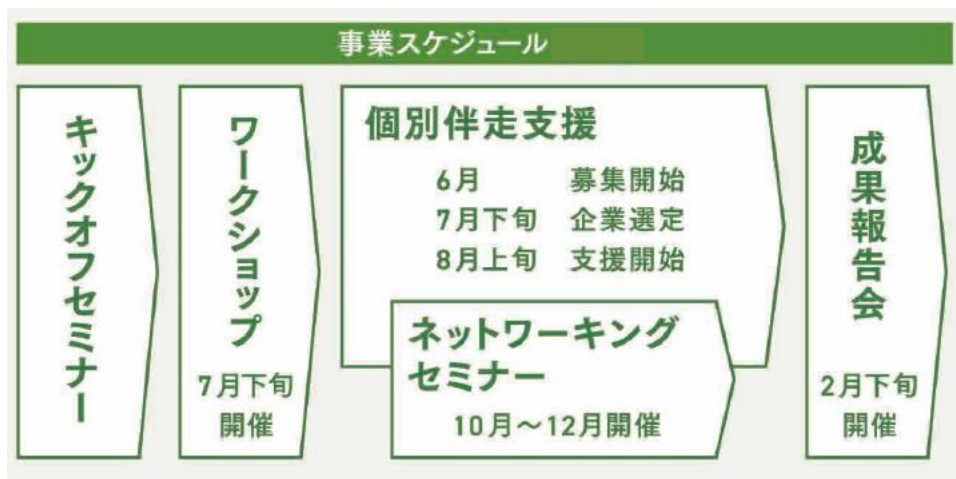 事業スケジュール
キックオフセミナー
ワークショップ
7月下旬
開催
個別伴走支援
6月 募集開始
7月下旬 企業選定
8月上旬 支援開始
ネットワーキング
セミナー
10月～12月開催
成果報告会
2月下旬
開催